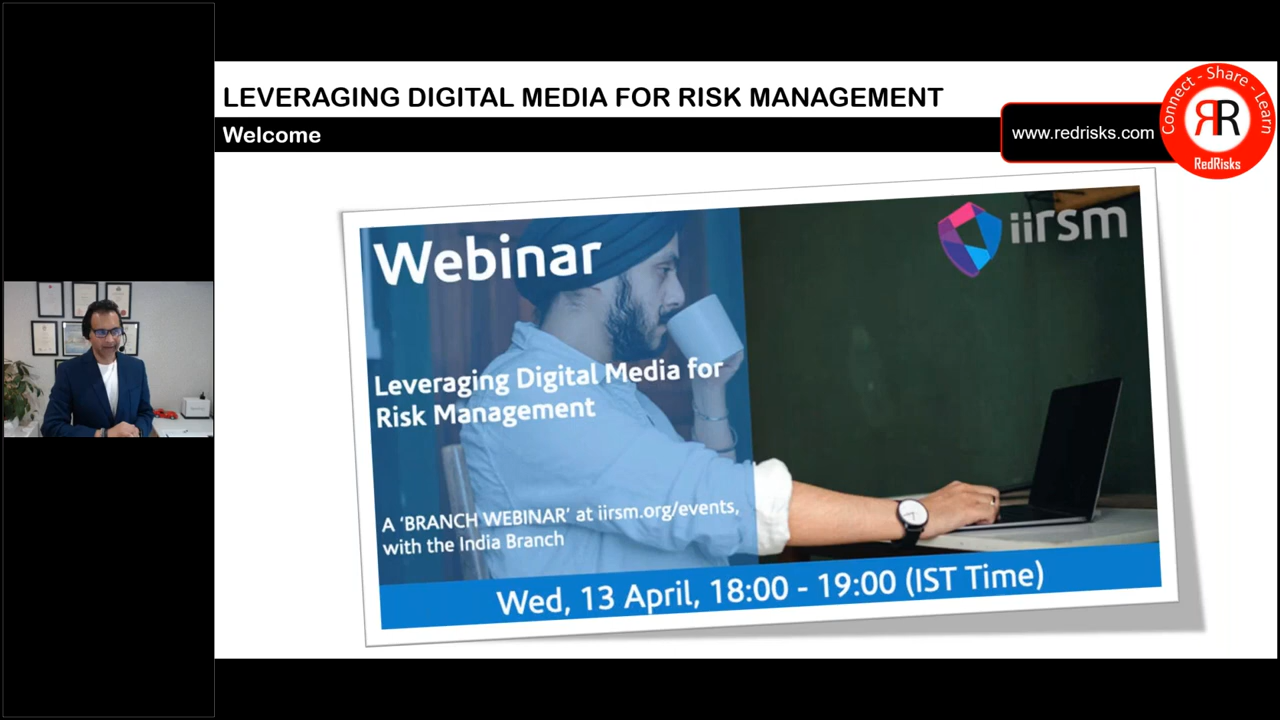 LEVERAGING DIGITAL MEDIA FOR RISK MANAGEMENT
Welcome
www.redrisks.com
Connect - Share - Learn
RR
RedRisks
Webinar
iirsm
Leveraging Digital Media for
Risk Management
A ‘BRANCH WEBINAR’ at iirsm.org/events,
with the India Branch
Wed, 13 April, 18:00 - 19:00 (IST Time)